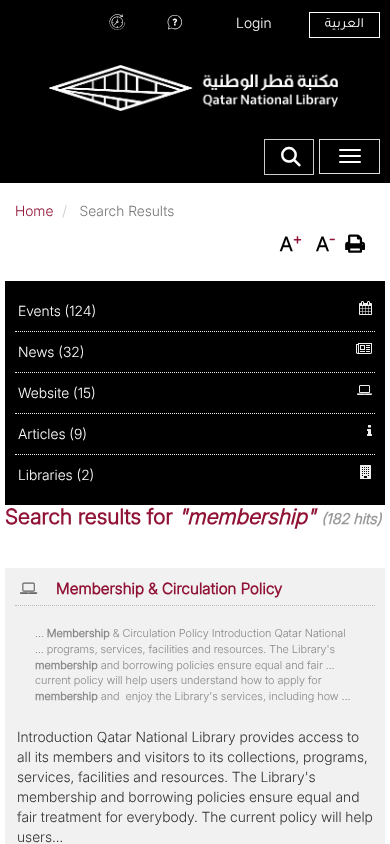 Login
العربية
مكتبة قطر الوطنية
Qatar National Library
Home / Search Results
A+ A-
Events (124)
News (32)
Website (15)
Articles (9)
Libraries (2)
Search results for "membership" (182 hits)
Membership & Circulation Policy
... Membership & Circulation Policy Introduction Qatar National
... programs, services, facilities and resources. The Library's
membership and borrowing policies ensure equal and fair ...
current policy will help users understand how to apply for
membership and enjoy the Library's services, including how ...
Introduction Qatar National Library provides access to
all its members and visitors to its collections, programs,
services, facilities and resources. The Library's
membership and borrowing policies ensure equal and
fair treatment for everybody. The current policy will help
users...